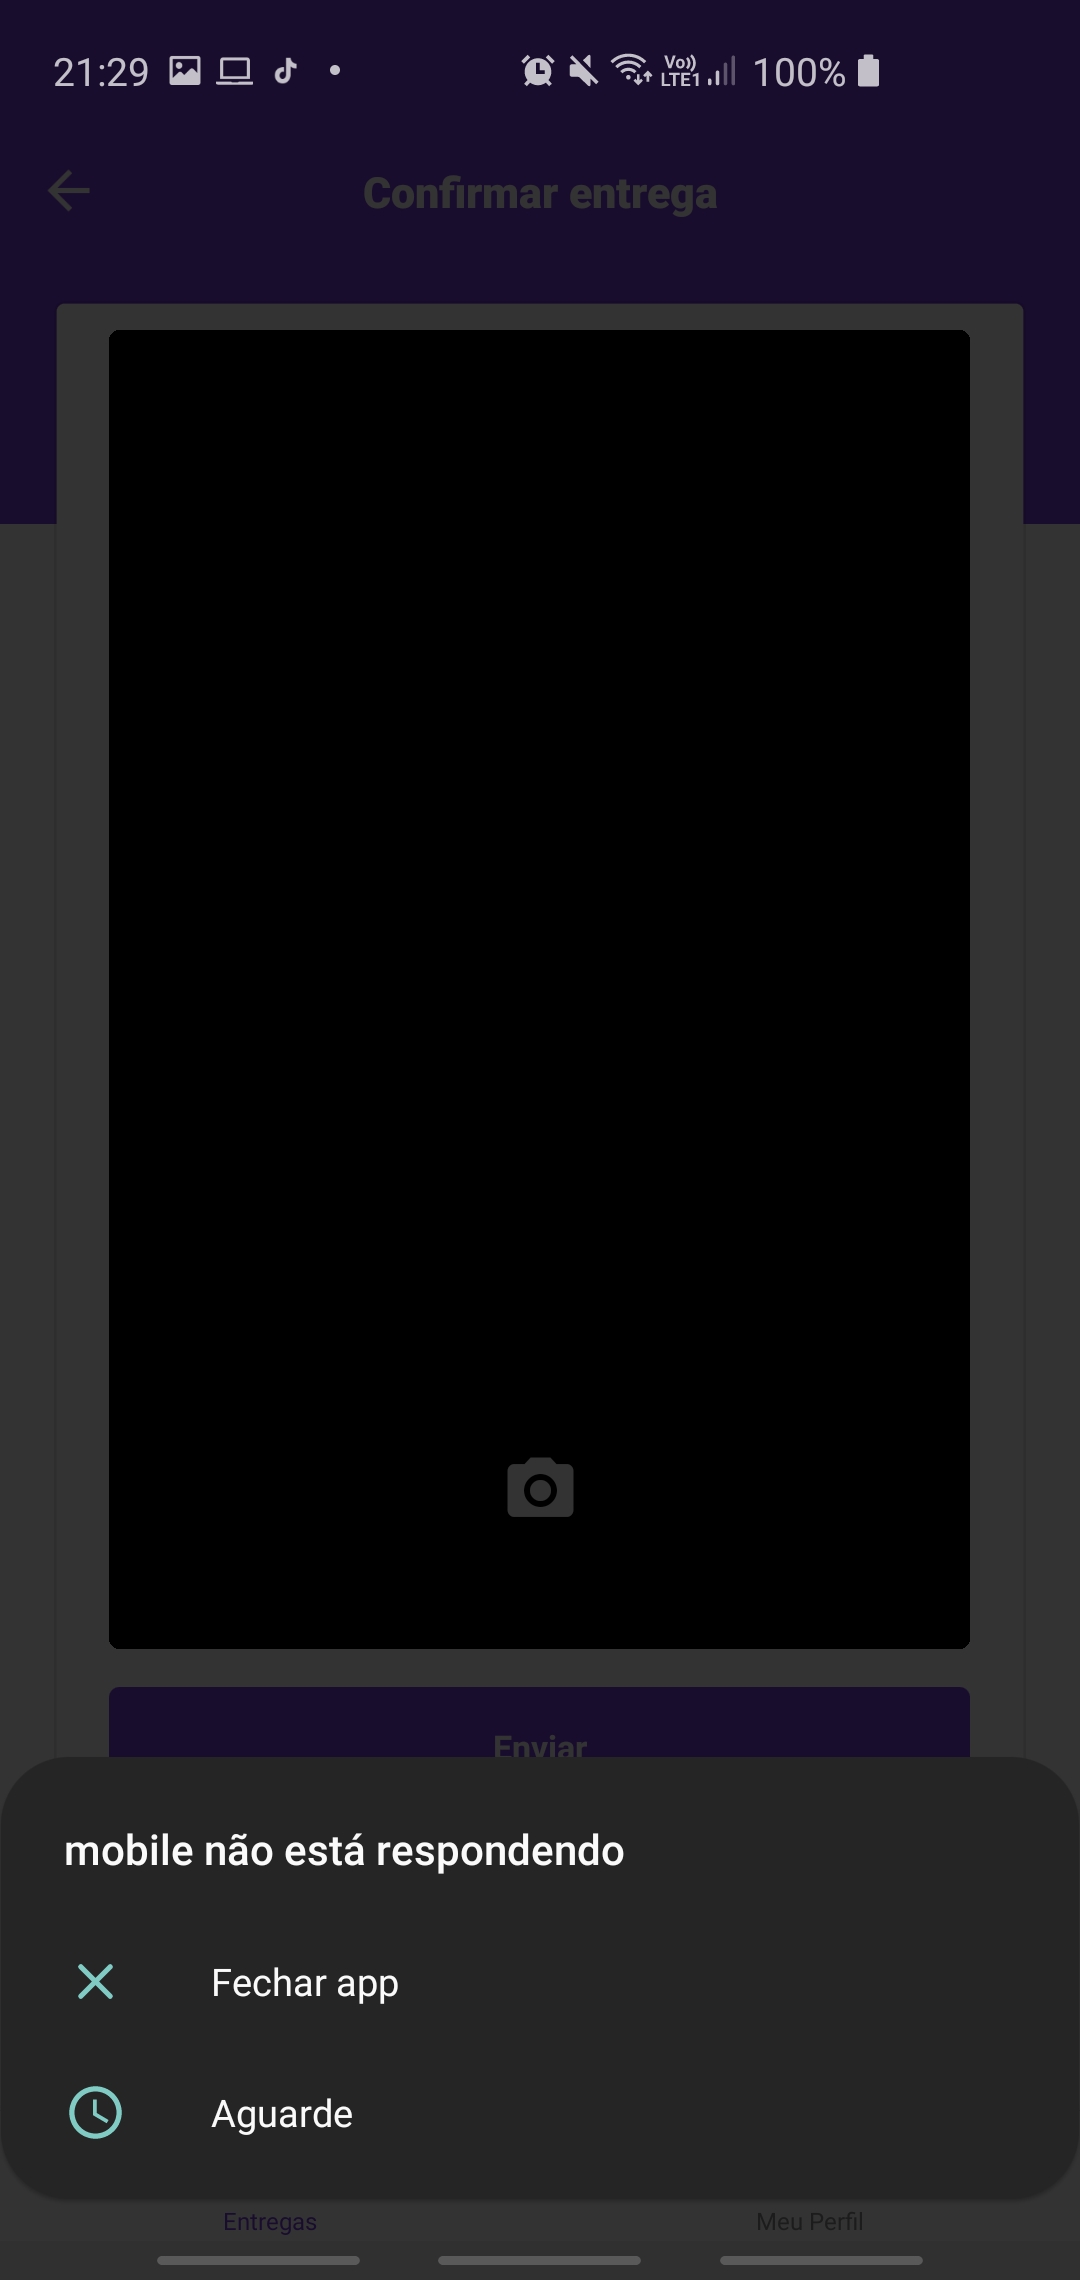 21:29
Vo)) LTE1 100%
Confirmar entrega
Enviar
mobile não está respondendo
Fechar app
Aguarde
Entregas
Meu Perfil